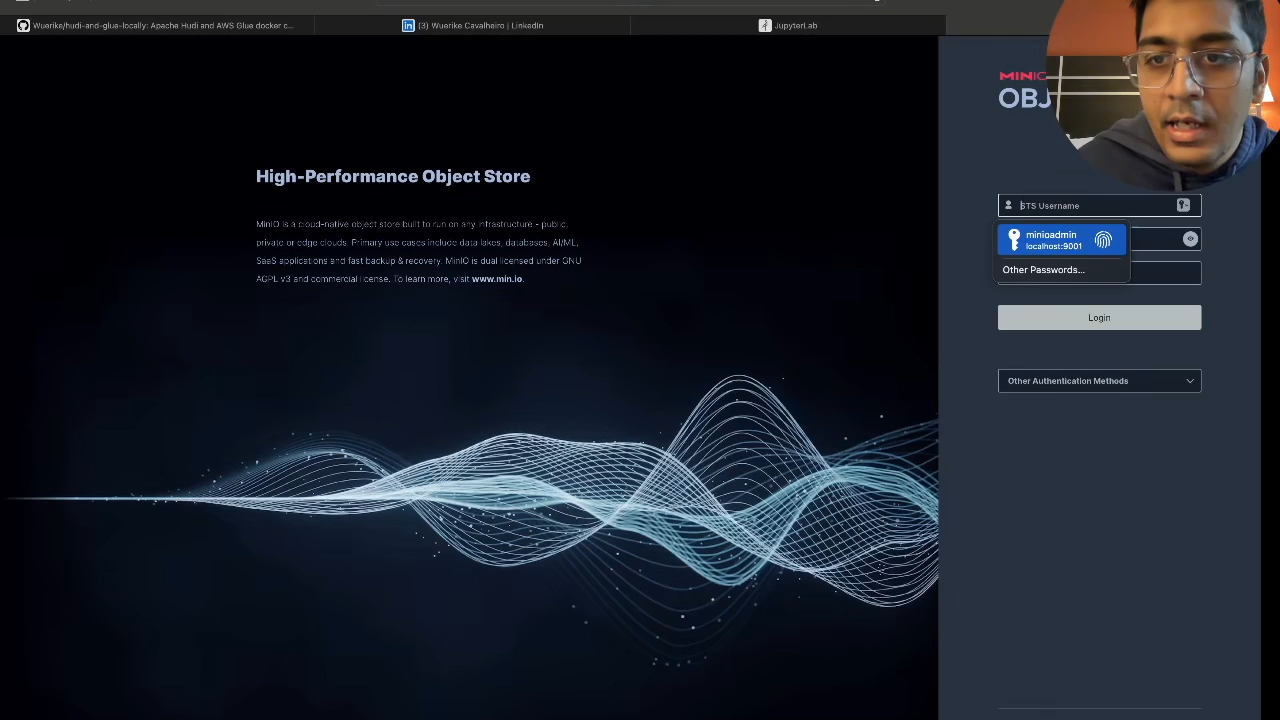 Wuerike/hudi-and-glue-locally: Apache Hudi and AWS Glue docker c...
in (3) Wuerike Cavalheiro | LinkedIn
JupyterLab
MINIO
OBJ
High-Performance Object Store
MinIO is a cloud-native object store built to run on any infrastructure - public,
private or edge clouds. Primary use cases include data lakes, databases, AI/ML,
SaaS applications and fast backup & recovery. MinIO is dual licensed under GNU
AGPL v3 and commercial license. To learn more, visit www.min.io.
STS Username
minioadmin
localhost:9001
Other Passwords...
Login
Other Authentication Methods